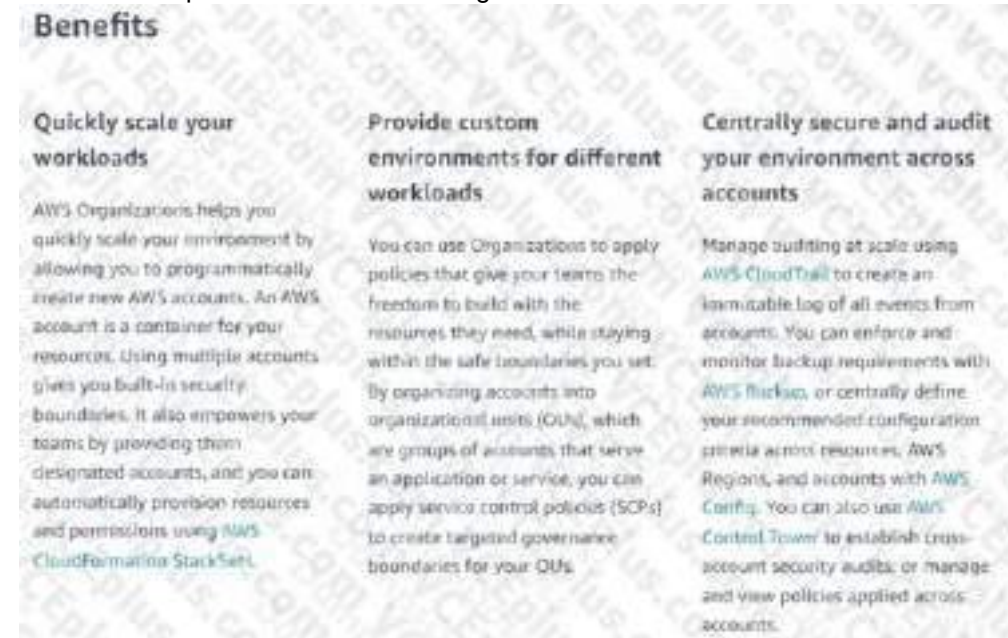 Benefits
Quickly scale your
workloads
AWS Organizations helps you
quickly scale your environment by
allowing you to programmatically
create new AWS accounts. An AWS
account is a container for your
resources. Using multiple accounts
gives you built-in security
boundaries. It also empowers your
teams by providing them
designated accounts, and you can
automatically provision resources
and permissions using AWS
CloudFormation StackSets.
Provide custom
environments for different
workloads
You can use Organizations to apply
policies that give your teams the
freedom to build with the
resources they need, while staying
within the safe boundaries you set.
By organizing accounts into
organizational units (OUs), which
are groups of accounts that serve
an application or service, you can
apply service control policies (SCPs)
to create targeted governance
boundaries for your OUs.
Centrally secure and audit
your environment across
accounts
Manage auditing at scale using
AWS CloudTrail to create an
immutable log of all events from
accounts. You can enforce and
monitor backup requirements with
AWS Backup, or centrally define
your recommended configuration
criteria across resources, AWS
Regions, and accounts with AWS
Config. You can also use AWS
Control Tower to establish cross-
account security audits, or manage
and view policies applied across
accounts.